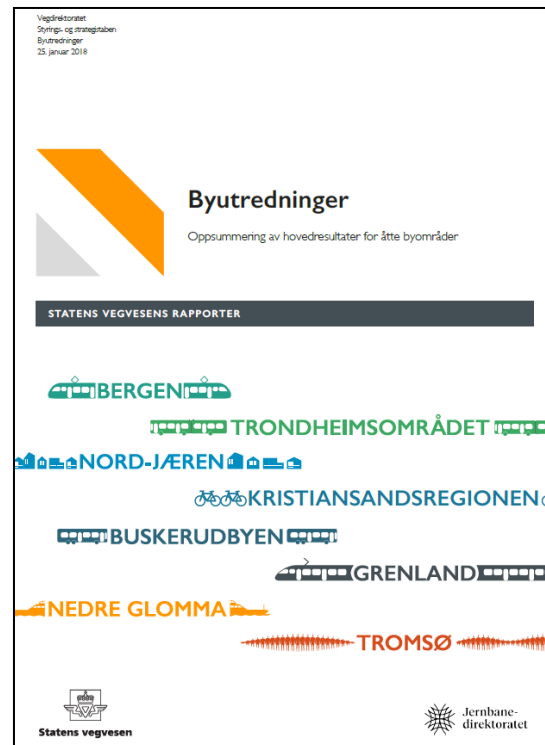 Vegdirektoratet
Styrings- og strategistaben
Byutredninger
25. januar 2018
Byutredninger
Oppsummering av hovedresultater for åtte byområder
STATENS VEGVESENS RAPPORTER
BERGEN
TRONDHEIMSOMRÅDET
NORD-JÆREN
KRISTIANSANDSREGIONEN
BUSKERUDBYEN
GRENLAND
NEDRE GLOMMA
TROMSØ
Statens vegvesen
Jernbane-
direktoratet